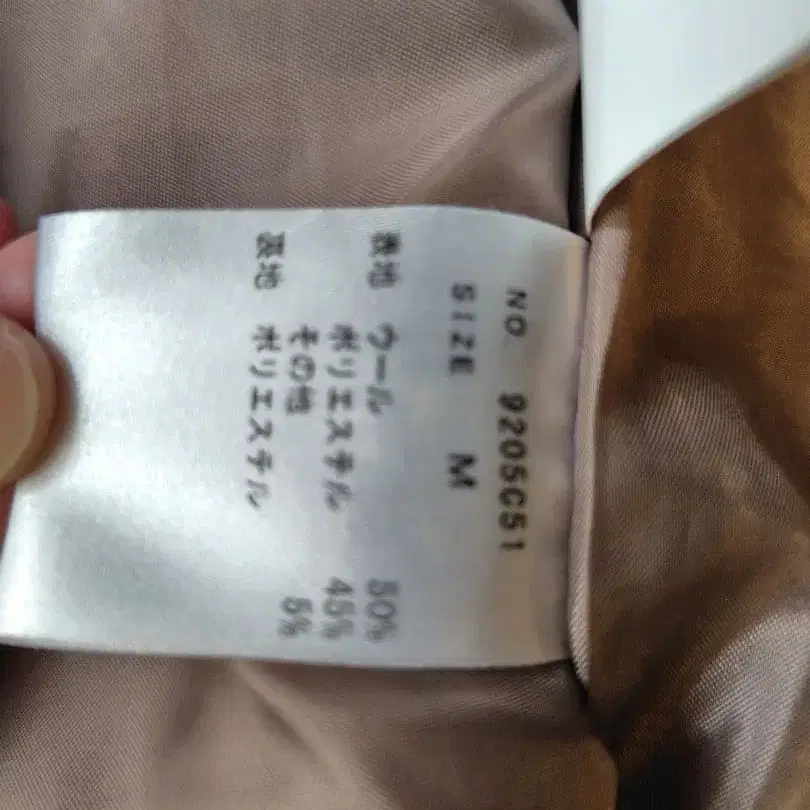 NO. 9205C51
SIZE M
表地 ウール 50%
ポリエステル 45%
その他 5%
裏地 ポリエステル